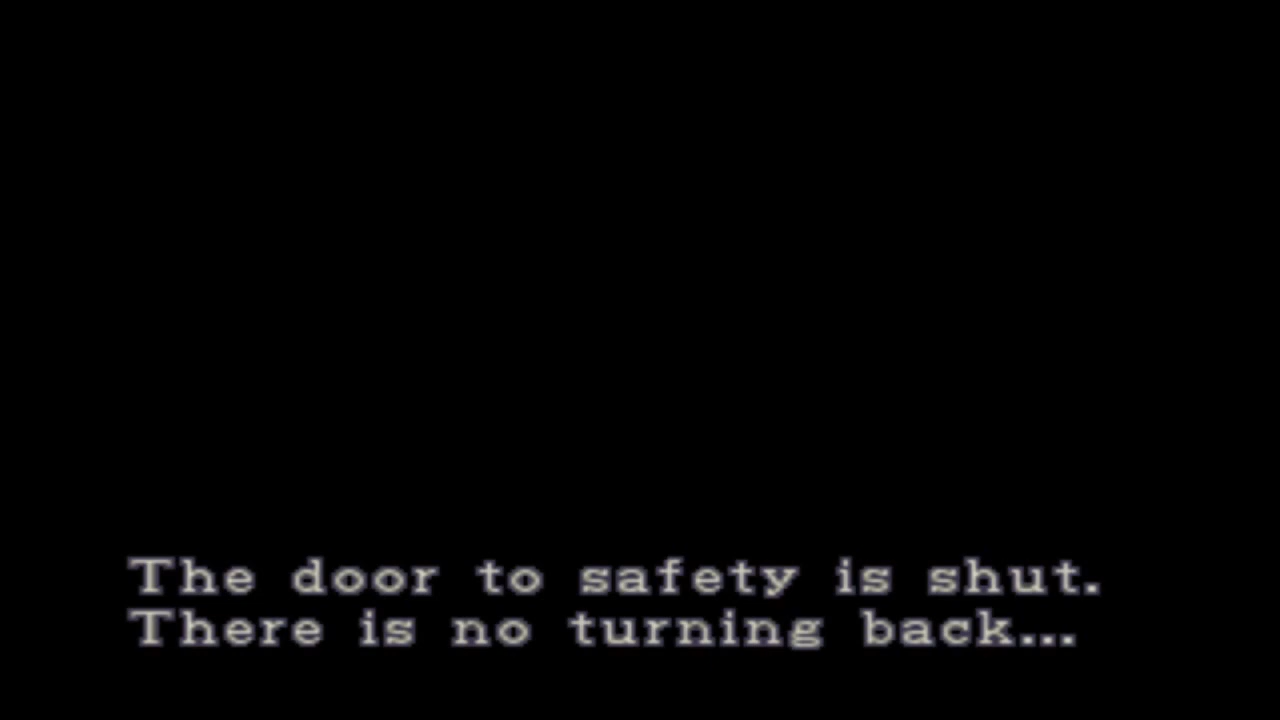 The door to safety is shut.
There is no turning back...